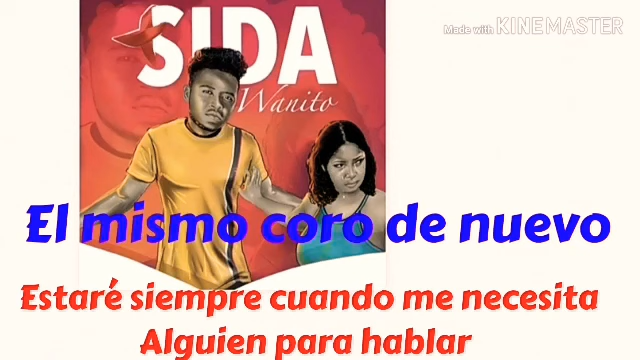 SIDA
Made with KINEMASTER
Wanito
El mismo coro de nuevo
Estaré siempre cuando me necesita
Alguien para hablar